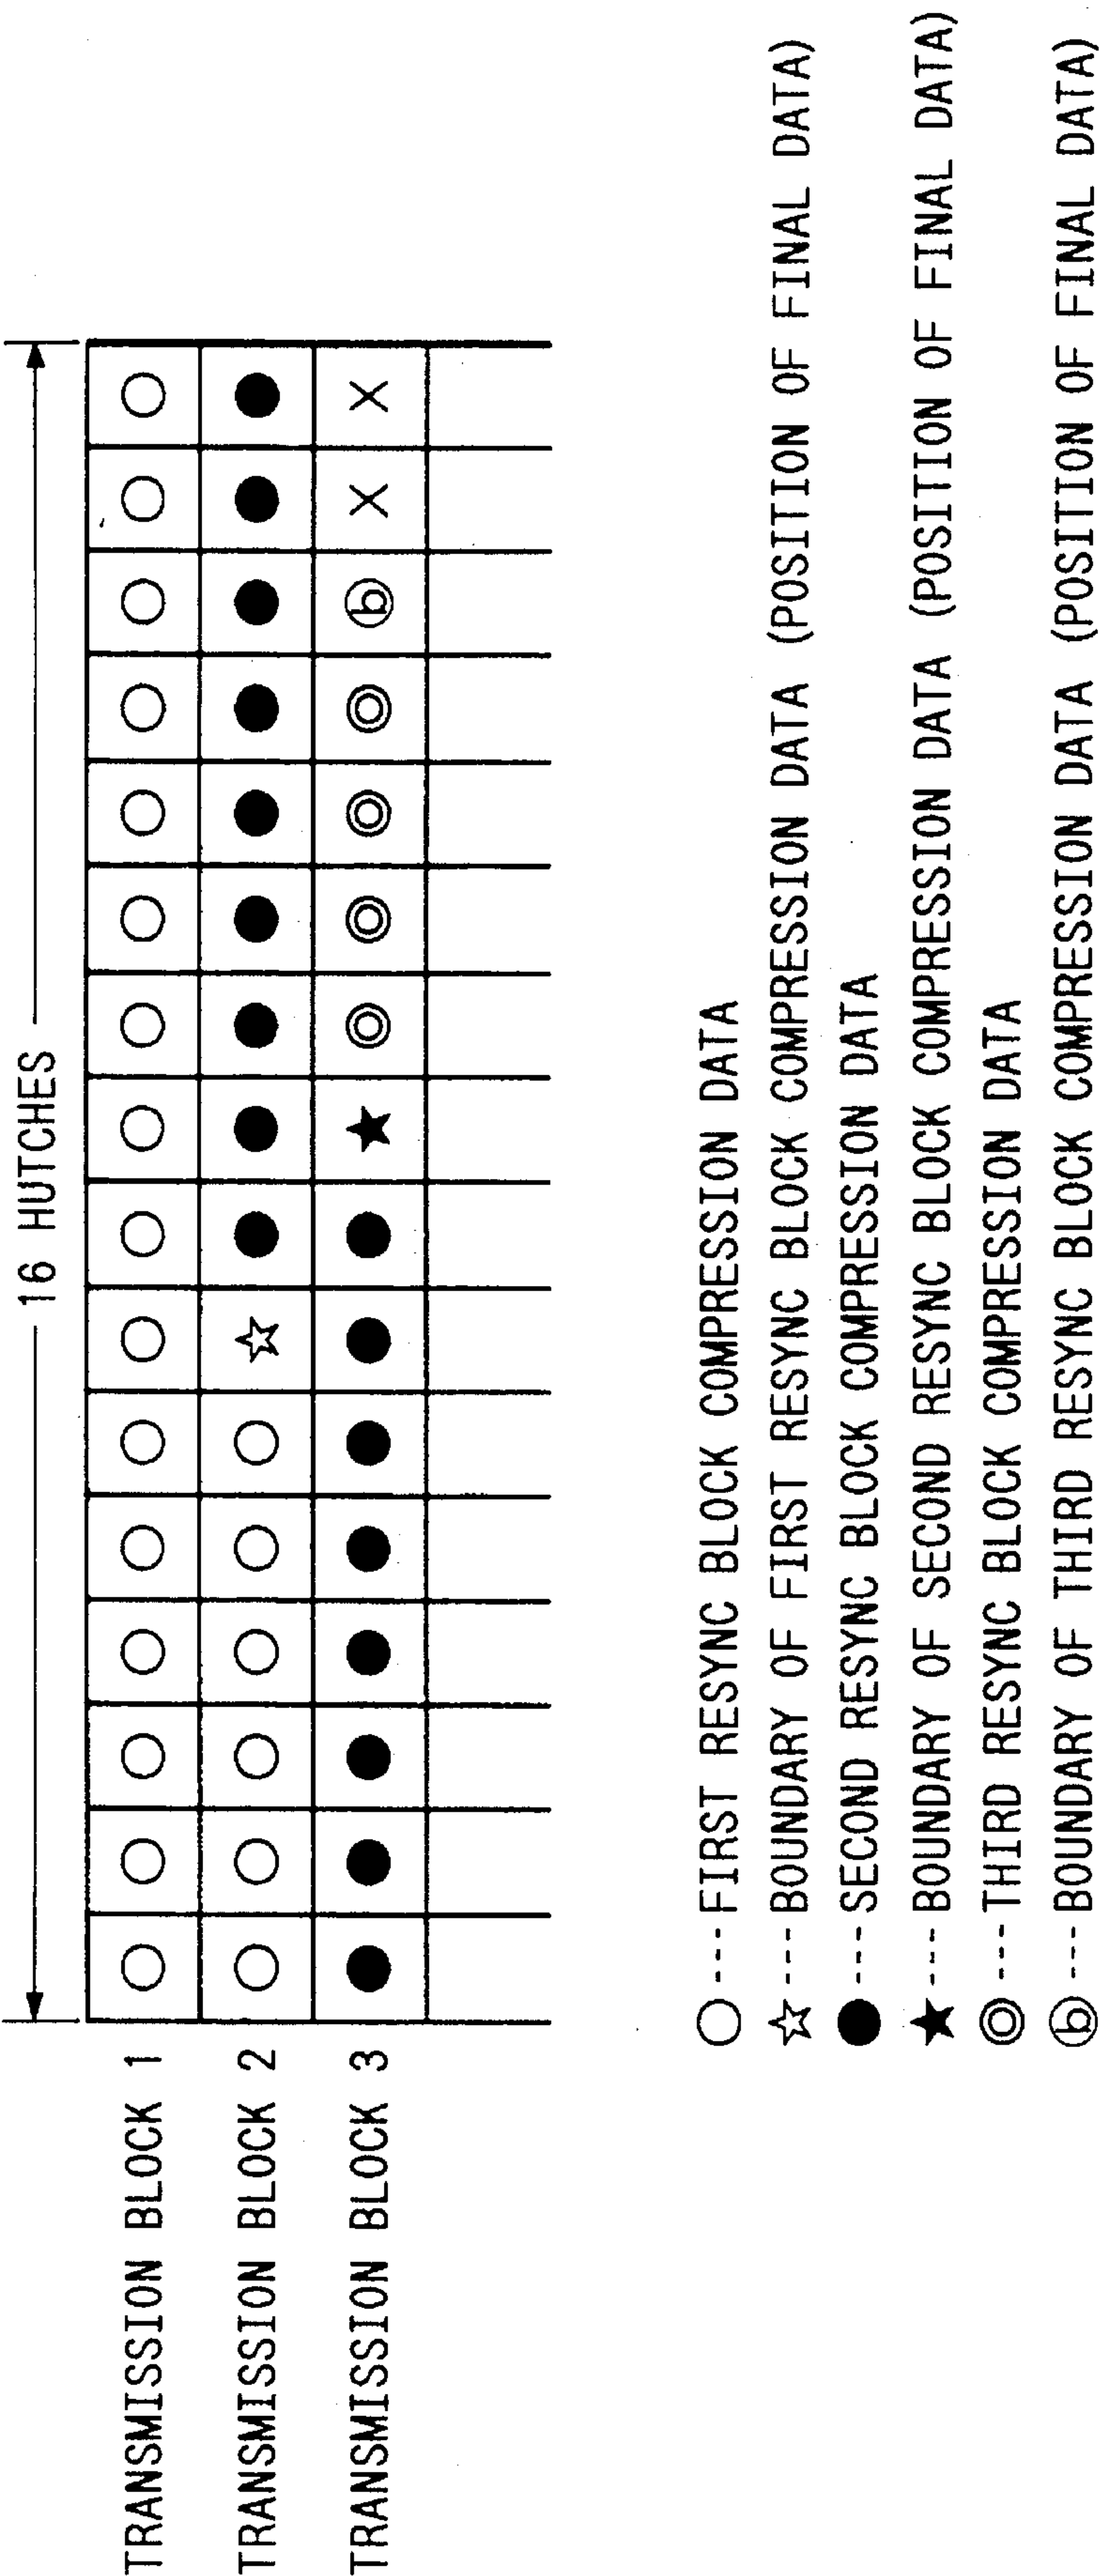 16 HUTCHES
TRANSMISSION BLOCK 1
TRANSMISSION BLOCK 2
TRANSMISSION BLOCK 3
X X
b
○ --- FIRST RESYNC BLOCK COMPRESSION DATA
☆ --- BOUNDARY OF FIRST RESYNC BLOCK COMPRESSION DATA (POSITION OF FINAL DATA)
● --- SECOND RESYNC BLOCK COMPRESSION DATA
★ --- BOUNDARY OF SECOND RESYNC BLOCK COMPRESSION DATA (POSITION OF FINAL DATA)
◎ --- THIRD RESYNC BLOCK COMPRESSION DATA
ⓑ --- BOUNDARY OF THIRD RESYNC BLOCK COMPRESSION DATA (POSITION OF FINAL DATA)